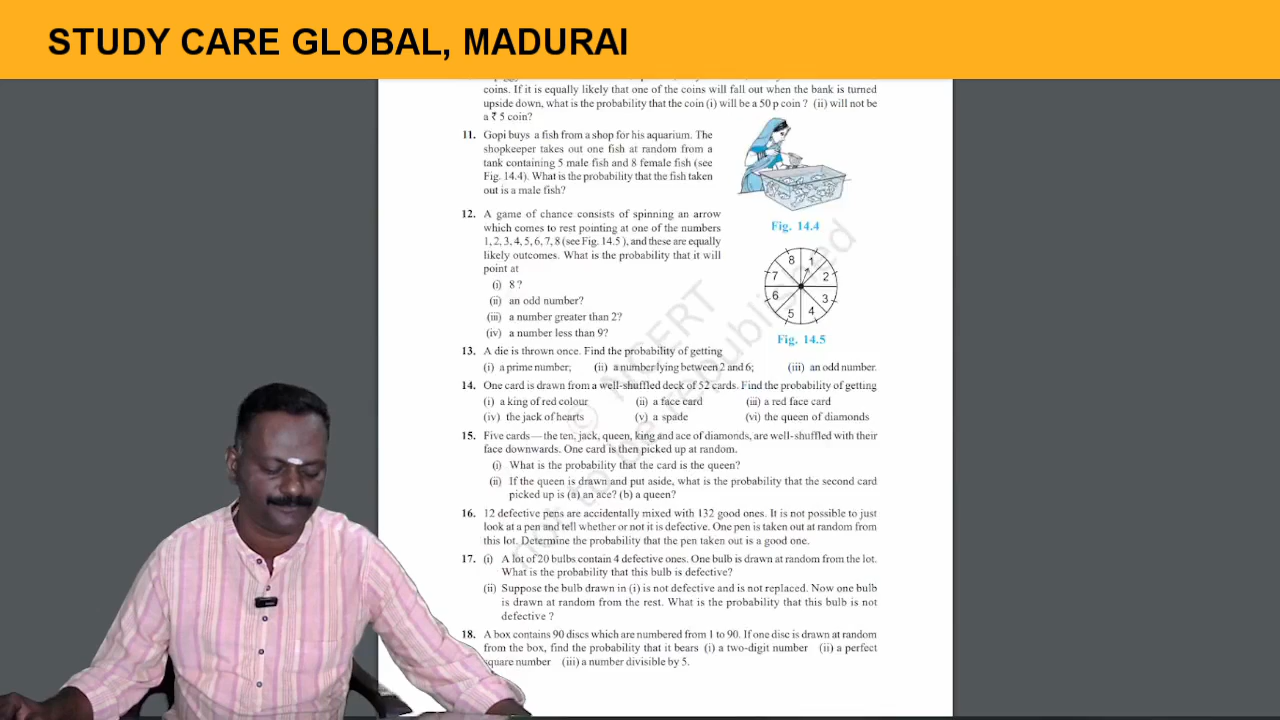 STUDY CARE GLOBAL, MADURAI
coins. If it is equally likely that one of the coins will fall out when the bank is turned
upside down, what is the probability that the coin (i) will be a 50 p coin ? (ii) will not be
a ₹ 5 coin?
11. Gopi buys a fish from a shop for his aquarium. The
shopkeeper takes out one fish at random from a
tank containing 5 male fish and 8 female fish (see
Fig. 14.4). What is the probability that the fish taken
out is a male fish?
Fig. 14.4
12. A game of chance consists of spinning an arrow
which comes to rest pointing at one of the numbers
1, 2, 3, 4, 5, 6, 7, 8 (see Fig. 14.5 ), and these are equally
likely outcomes. What is the probability that it will
point at
(i) 8 ?
(ii) an odd number?
(iii) a number greater than 2?
(iv) a number less than 9?
8 1
7 2
6 3
5 4
Fig. 14.5
13. A die is thrown once. Find the probability of getting
(i) a prime number; (ii) a number lying between 2 and 6; (iii) an odd number.
14. One card is drawn from a well-shuffled deck of 52 cards. Find the probability of getting
(i) a king of red colour (ii) a face card (iii) a red face card
(iv) the jack of hearts (v) a spade (vi) the queen of diamonds
15. Five cards—the ten, jack, queen, king and ace of diamonds, are well-shuffled with their
face downwards. One card is then picked up at random.
(i) What is the probability that the card is the queen?
(ii) If the queen is drawn and put aside, what is the probability that the second card
picked up is (a) an ace? (b) a queen?
16. 12 defective pens are accidentally mixed with 132 good ones. It is not possible to just
look at a pen and tell whether or not it is defective. One pen is taken out at random from
this lot. Determine the probability that the pen taken out is a good one.
17. (i) A lot of 20 bulbs contain 4 defective ones. One bulb is drawn at random from the lot.
What is the probability that this bulb is defective?
(ii) Suppose the bulb drawn in (i) is not defective and is not replaced. Now one bulb
is drawn at random from the rest. What is the probability that this bulb is not
defective ?
18. A box contains 90 discs which are numbered from 1 to 90. If one disc is drawn at random
from the box, find the probability that it bears (i) a two-digit number (ii) a perfect
square number (iii) a number divisible by 5.
© NCERT
not to be republished